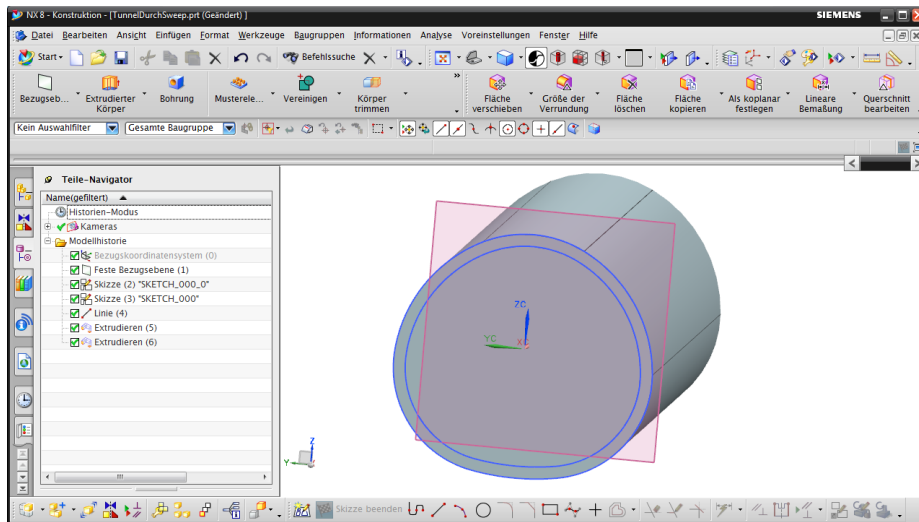 NX 8 - Konstruktion - [TunnelDurchSweep.prt (Geändert) ] SIEMENS
Datei Bearbeiten Ansicht Einfügen Format Werkzeuge Baugruppen Informationen Analyse Voreinstellungen Fenster Hilfe
Start Befehlssuche
Bezugseb... Extrudierter Körper Bohrung Musterele... Vereinigen Körper trimmen Fläche verschieben Größe der Verrundung Fläche löschen Fläche kopieren Als koplanar festlegen Lineare Bemaßung Querschnitt bearbeiten
Kein Auswahlfilter Gesamte Baugruppe
Teile-Navigator
Name(gefiltert)
Historien-Modus
Kameras
Modellhistorie
Bezugskoordinatensystem (0)
Feste Bezugsebene (1)
Skizze (2) "SKETCH_000_0"
Skizze (3) "SKETCH_000"
Linie (4)
Extrudieren (5)
Extrudieren (6)
ZC
YC XC
Z
Y
Skizze beenden